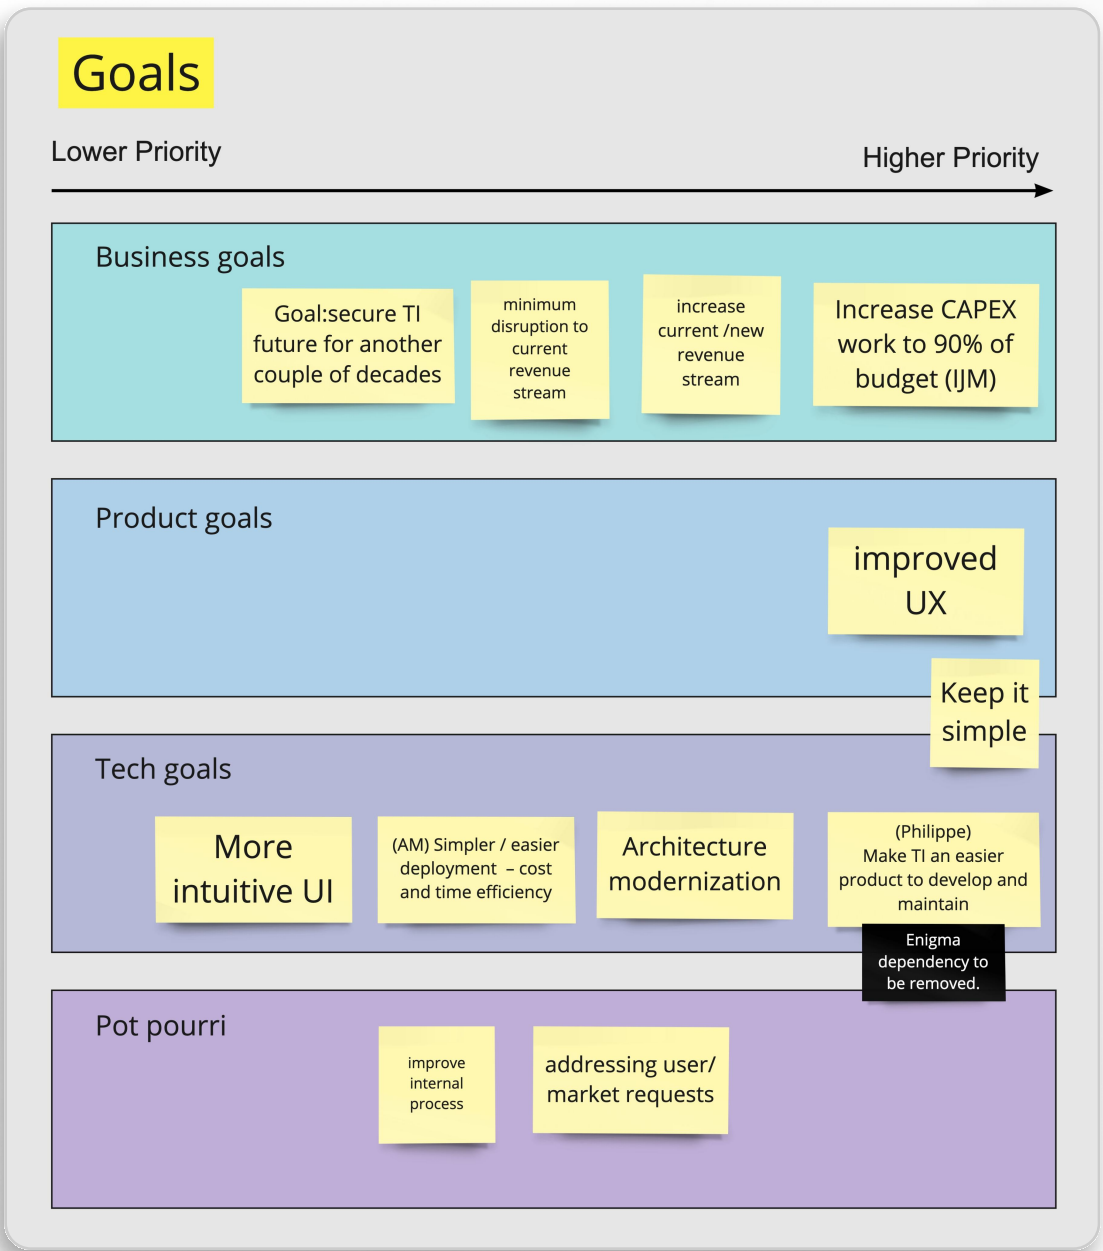 Goals
Lower Priority
Higher Priority
Business goals
Goal:secure TI
future for another
couple of decades
minimum
disruption to
current
revenue
stream
increase
current /new
revenue
stream
Increase CAPEX
work to 90% of
budget (IJM)
Product goals
improved
UX
Keep it
simple
Tech goals
More
intuitive UI
(AM) Simpler / easier
deployment – cost
and time efficiency
Architecture
modernization
(Philippe)
Make TI an easier
product to develop and
maintain
Enigma
dependency to
be removed.
Pot pourri
improve
internal
process
addressing user/
market requests